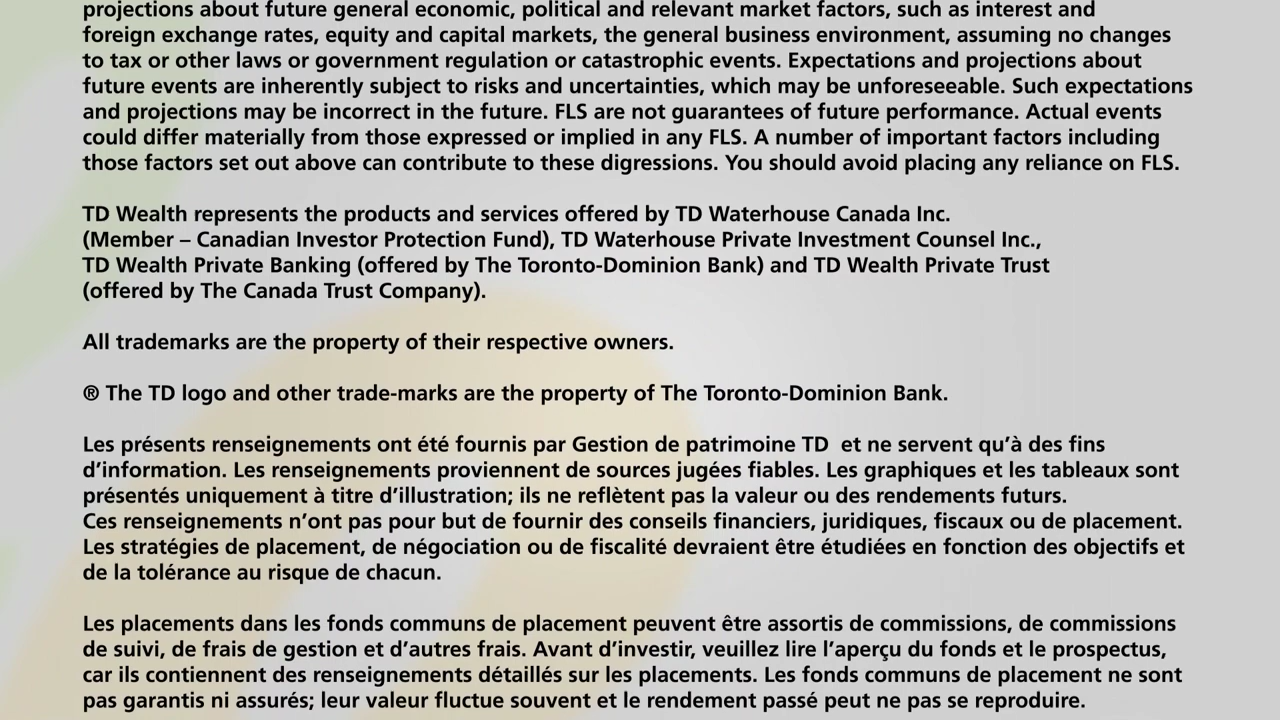 projections about future general economic, political and relevant market factors, such as interest and
foreign exchange rates, equity and capital markets, the general business environment, assuming no changes
to tax or other laws or government regulation or catastrophic events. Expectations and projections about
future events are inherently subject to risks and uncertainties, which may be unforeseeable. Such expectations
and projections may be incorrect in the future. FLS are not guarantees of future performance. Actual events
could differ materially from those expressed or implied in any FLS. A number of important factors including
those factors set out above can contribute to these digressions. You should avoid placing any reliance on FLS.
TD Wealth represents the products and services offered by TD Waterhouse Canada Inc.
(Member – Canadian Investor Protection Fund), TD Waterhouse Private Investment Counsel Inc.,
TD Wealth Private Banking (offered by The Toronto-Dominion Bank) and TD Wealth Private Trust
(offered by The Canada Trust Company).
All trademarks are the property of their respective owners.
® The TD logo and other trade-marks are the property of The Toronto-Dominion Bank.
Les présents renseignements ont été fournis par Gestion de patrimoine TD  et ne servent qu’à des fins
d’information. Les renseignements proviennent de sources jugées fiables. Les graphiques et les tableaux sont
présentés uniquement à titre d’illustration; ils ne reflètent pas la valeur ou des rendements futurs.
Ces renseignements n’ont pas pour but de fournir des conseils financiers, juridiques, fiscaux ou de placement.
Les stratégies de placement, de négociation ou de fiscalité devraient être étudiées en fonction des objectifs et
de la tolérance au risque de chacun.
Les placements dans les fonds communs de placement peuvent être assortis de commissions, de commissions
de suivi, de frais de gestion et d’autres frais. Avant d’investir, veuillez lire l’aperçu du fonds et le prospectus,
car ils contiennent des renseignements détaillés sur les placements. Les fonds communs de placement ne sont
pas garantis ni assurés; leur valeur fluctue souvent et le rendement passé peut ne pas se reproduire.